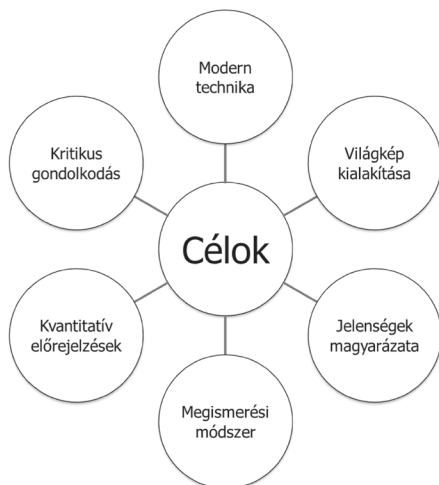 Modern
technika
Kritikus
gondolkodás
Világkép
kialakítása
Célok
Kvantitatív
előrejelzések
Jelenségek
magyarázata
Megismerési
módszer